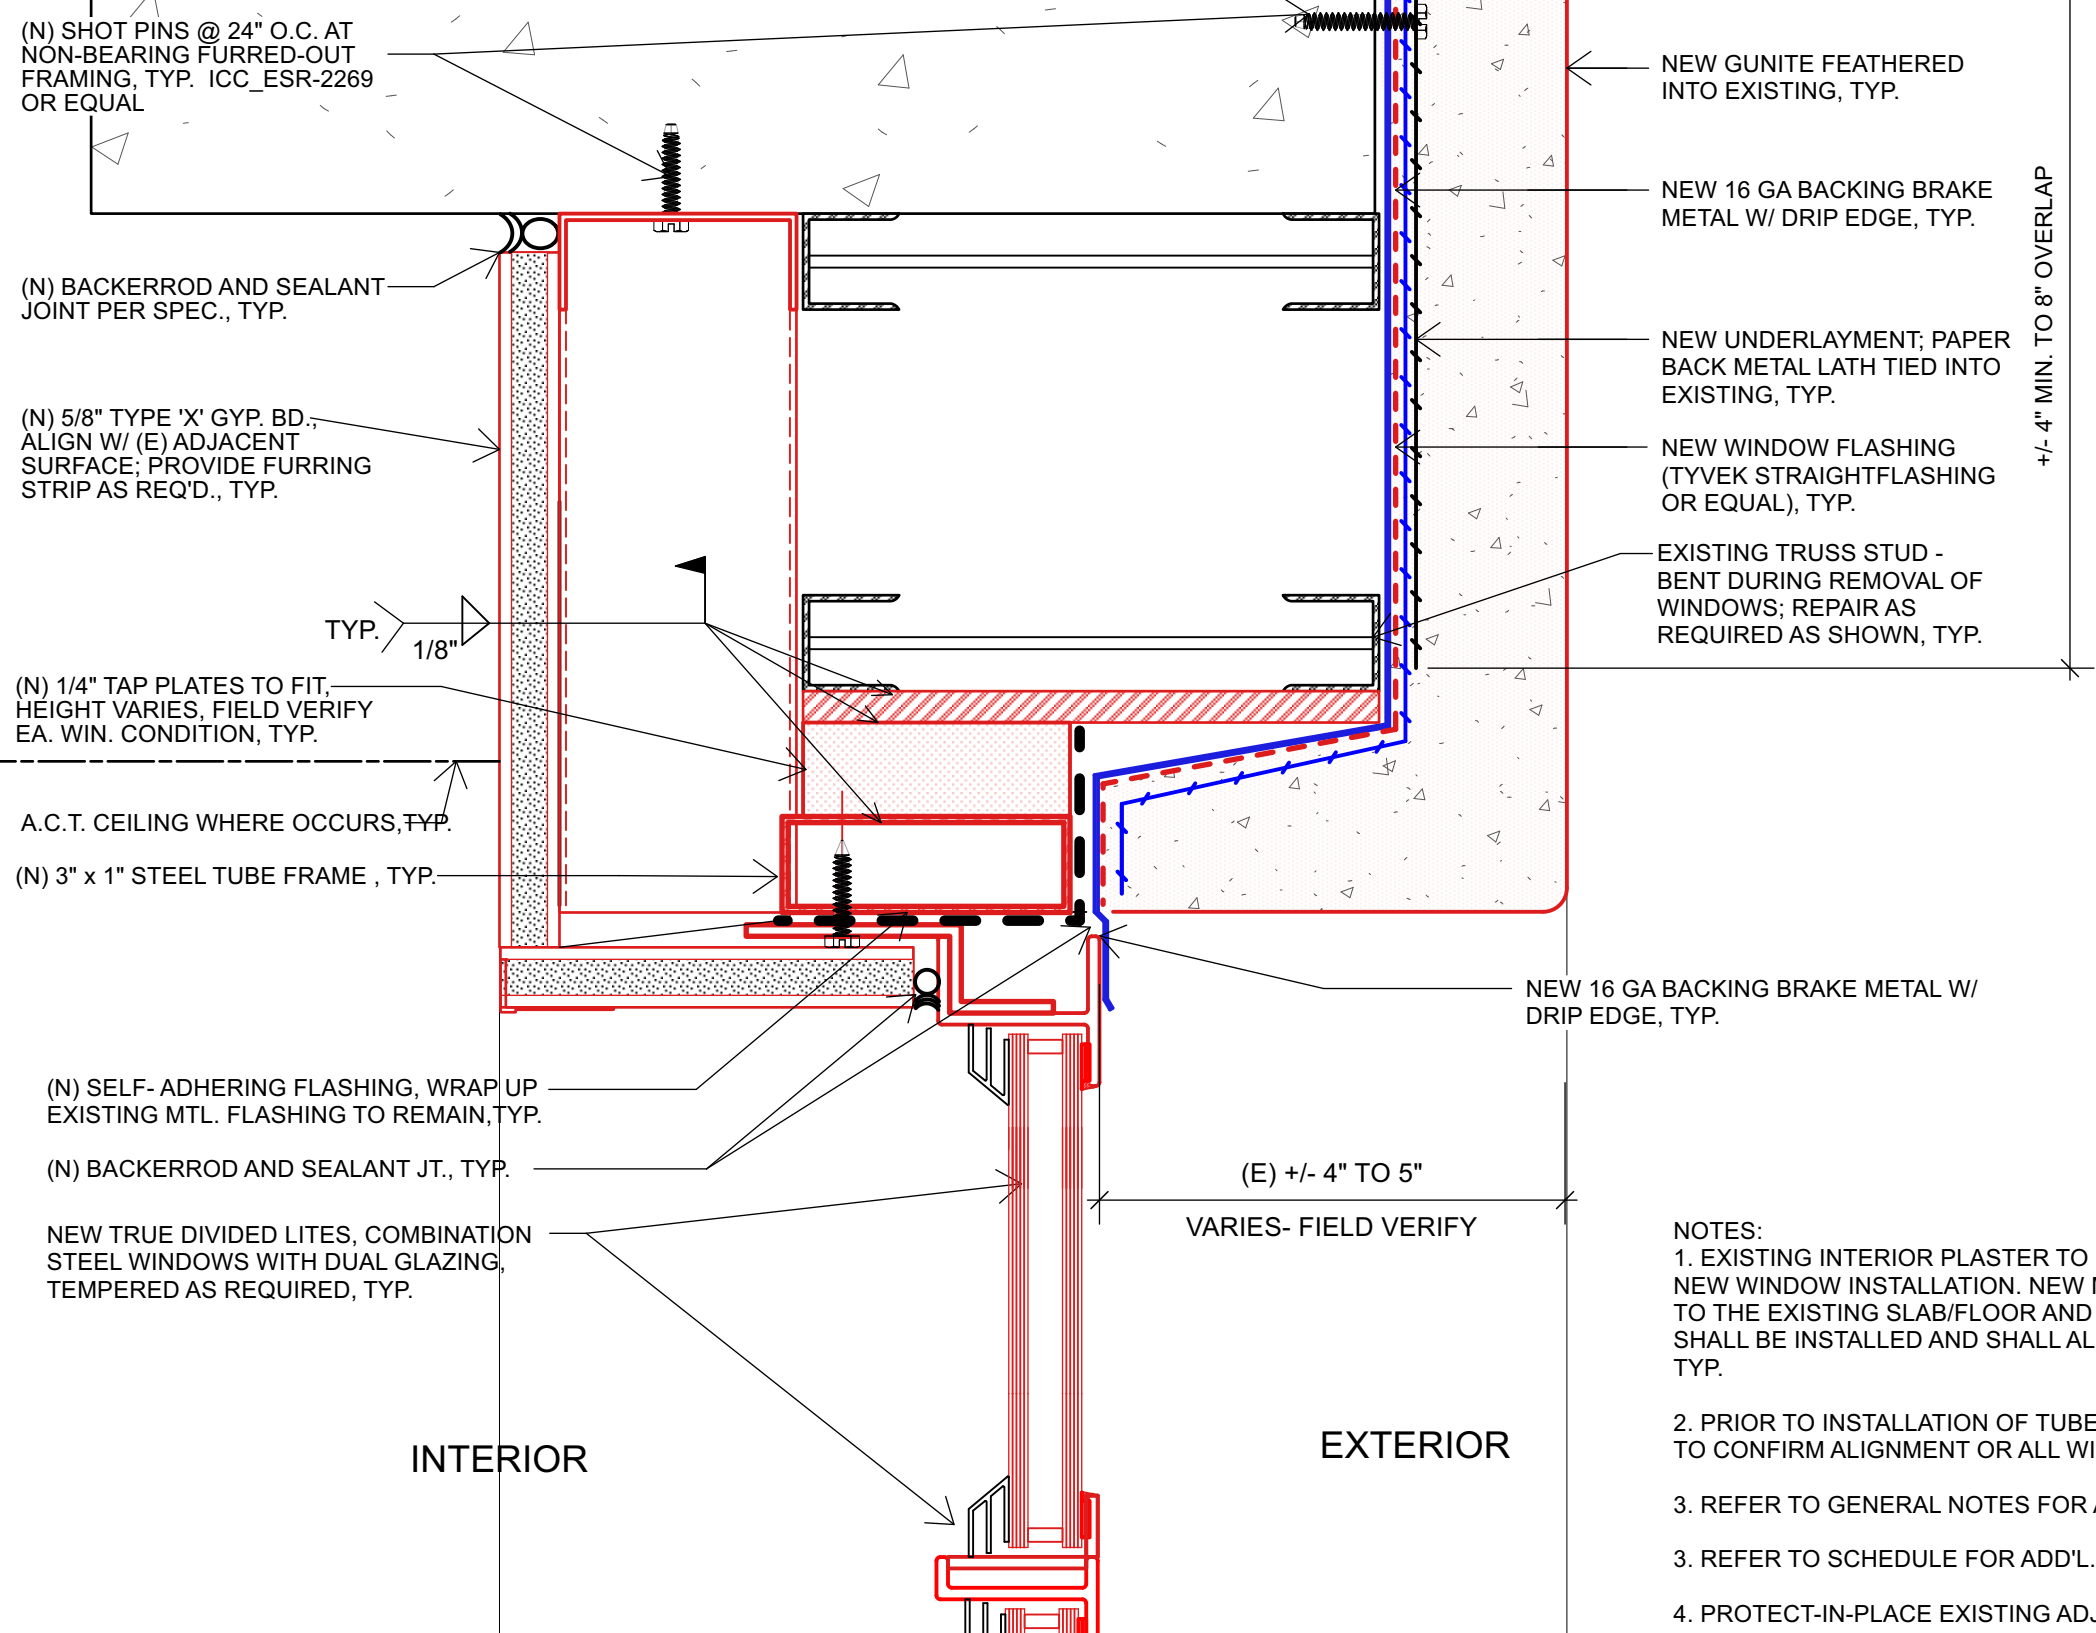 (N) SHOT PINS @ 24" O.C. AT
NON-BEARING FURRED-OUT
FRAMING, TYP. ICC_ESR-2269
OR EQUAL
(N) BACKERROD AND SEALANT
JOINT PER SPEC., TYP.
(N) 5/8" TYPE 'X' GYP. BD.,
ALIGN W/ (E) ADJACENT
SURFACE; PROVIDE FURRING
STRIP AS REQ'D., TYP.
TYP.
1/8"
(N) 1/4" TAP PLATES TO FIT,
HEIGHT VARIES, FIELD VERIFY
EA. WIN. CONDITION, TYP.
A.C.T. CEILING WHERE OCCURS,TYP.
(N) 3" x 1" STEEL TUBE FRAME , TYP.
(N) SELF- ADHERING FLASHING, WRAP UP
EXISTING MTL. FLASHING TO REMAIN,TYP.
(N) BACKERROD AND SEALANT JT., TYP.
NEW TRUE DIVIDED LITES, COMBINATION
STEEL WINDOWS WITH DUAL GLAZING,
TEMPERED AS REQUIRED, TYP.
INTERIOR
NEW GUNITE FEATHERED
INTO EXISTING, TYP.
NEW 16 GA BACKING BRAKE
METAL W/ DRIP EDGE, TYP.
NEW UNDERLAYMENT; PAPER
BACK METAL LATH TIED INTO
EXISTING, TYP.
NEW WINDOW FLASHING
(TYVEK STRAIGHTFLASHING
OR EQUAL), TYP.
EXISTING TRUSS STUD -
BENT DURING REMOVAL OF
WINDOWS; REPAIR AS
REQUIRED AS SHOWN, TYP.
+/- 4" MIN. TO 8" OVERLAP
NEW 16 GA BACKING BRAKE METAL W/
DRIP EDGE, TYP.
(E) +/- 4" TO 5"
VARIES- FIELD VERIFY
EXTERIOR
NOTES:
1. EXISTING INTERIOR PLASTER TO
NEW WINDOW INSTALLATION. NEW
TO THE EXISTING SLAB/FLOOR AND
SHALL BE INSTALLED AND SHALL AL
TYP.
2. PRIOR TO INSTALLATION OF TUBE
TO CONFIRM ALIGNMENT OR ALL WI
3. REFER TO GENERAL NOTES FOR
3. REFER TO SCHEDULE FOR ADD'L.
4. PROTECT-IN-PLACE EXISTING ADJ